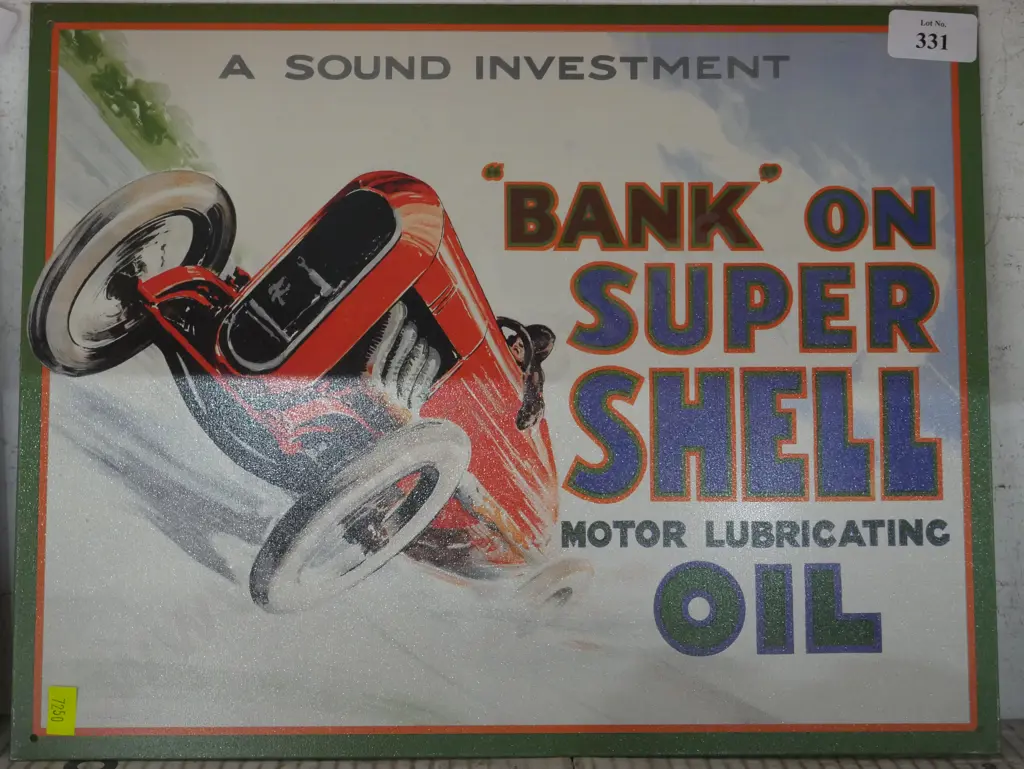 Lot No.
331
A SOUND INVESTMENT
"BANK" ON
SUPER
SHELL
MOTOR LUBRICATING
OIL
7250